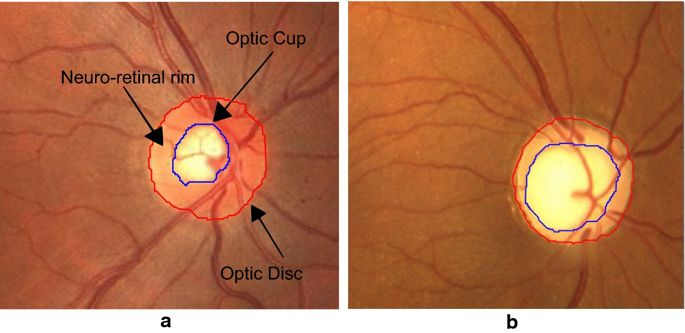 Optic Cup
Neuro-retinal rim
Optic Disc
a
b